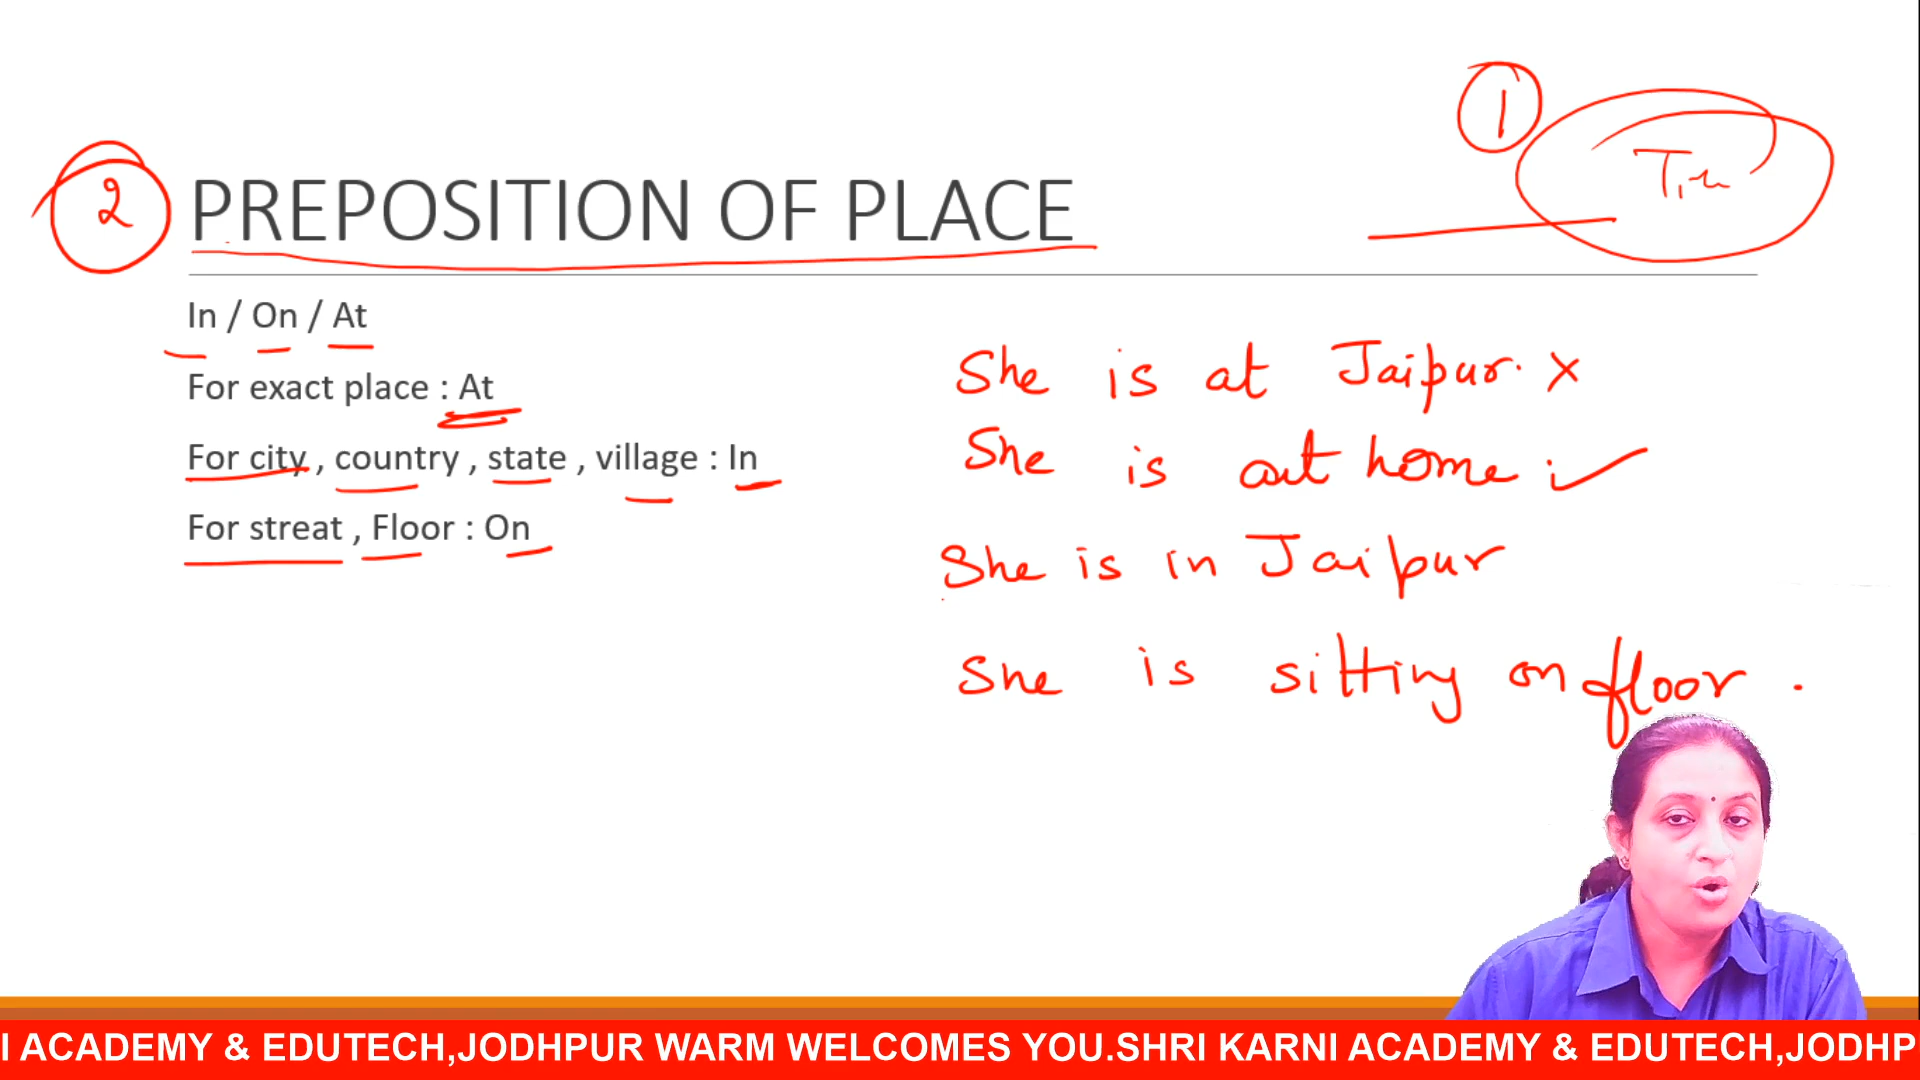 1
Tim
2 PREPOSITION OF PLACE
In / On / At
For exact place : At
For city , country , state , village : In
For streat , Floor : On
She is at Jaipur. x
She is at home
She is in Jaipur
She is sitting on floor .
I ACADEMY & EDUTECH,JODHPUR WARM WELCOMES YOU.SHRI KARNI ACADEMY & EDUTECH,JODHP